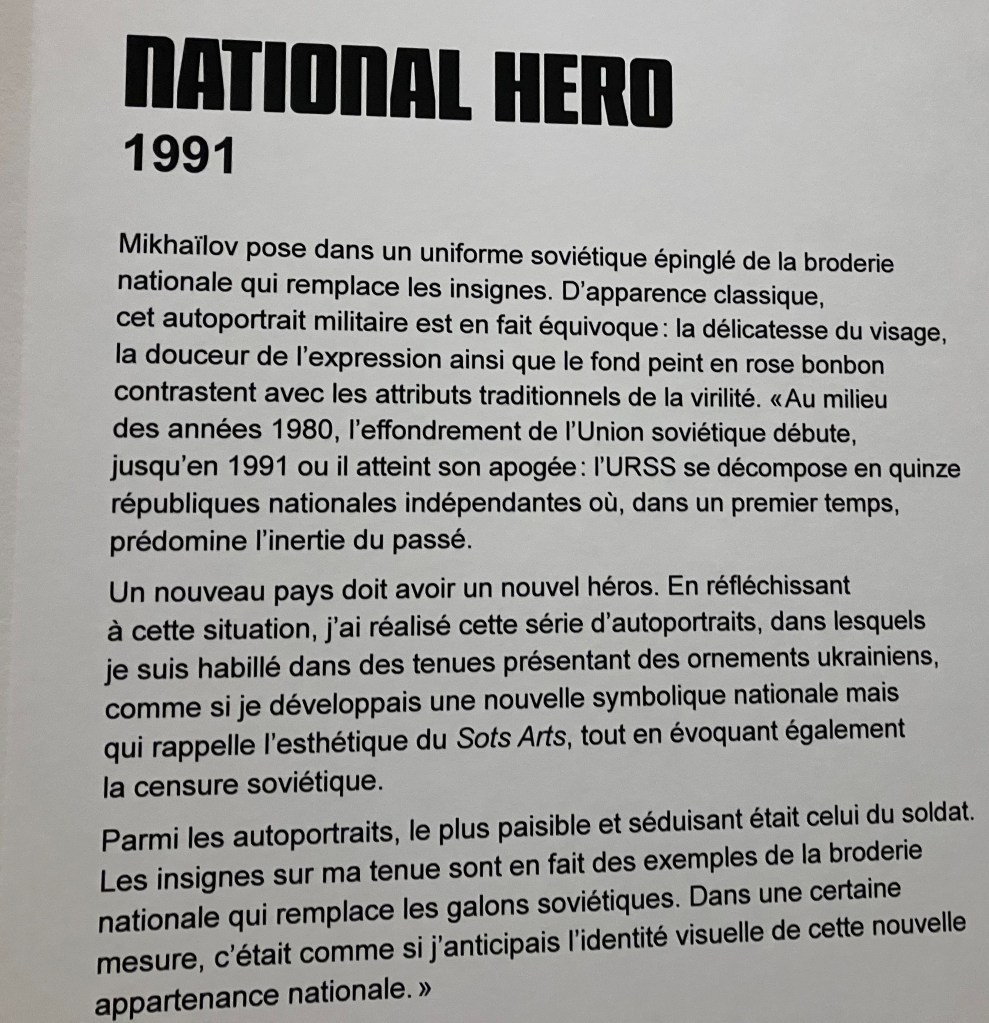 NATIONAL HERO
1991
Mikhaïlov pose dans un uniforme soviétique épinglé de la broderie
nationale qui remplace les insignes. D’apparence classique,
cet autoportrait militaire est en fait équivoque : la délicatesse du visage,
la douceur de l’expression ainsi que le fond peint en rose bonbon
contrastent avec les attributs traditionnels de la virilité. « Au milieu
des années 1980, l’effondrement de l’Union soviétique débute,
jusqu’en 1991 ou il atteint son apogée : l’URSS se décompose en quinze
républiques nationales indépendantes où, dans un premier temps,
prédomine l’inertie du passé.
Un nouveau pays doit avoir un nouvel héros. En réfléchissant
à cette situation, j’ai réalisé cette série d’autoportraits, dans lesquels
je suis habillé dans des tenues présentant des ornements ukrainiens,
comme si je développais une nouvelle symbolique nationale mais
qui rappelle l’esthétique du Sots Arts, tout en évoquant également
la censure soviétique.
Parmi les autoportraits, le plus paisible et séduisant était celui du soldat.
Les insignes sur ma tenue sont en fait des exemples de la broderie
nationale qui remplace les galons soviétiques. Dans une certaine
mesure, c’était comme si j’anticipais l’identité visuelle de cette nouvelle
appartenance nationale. »